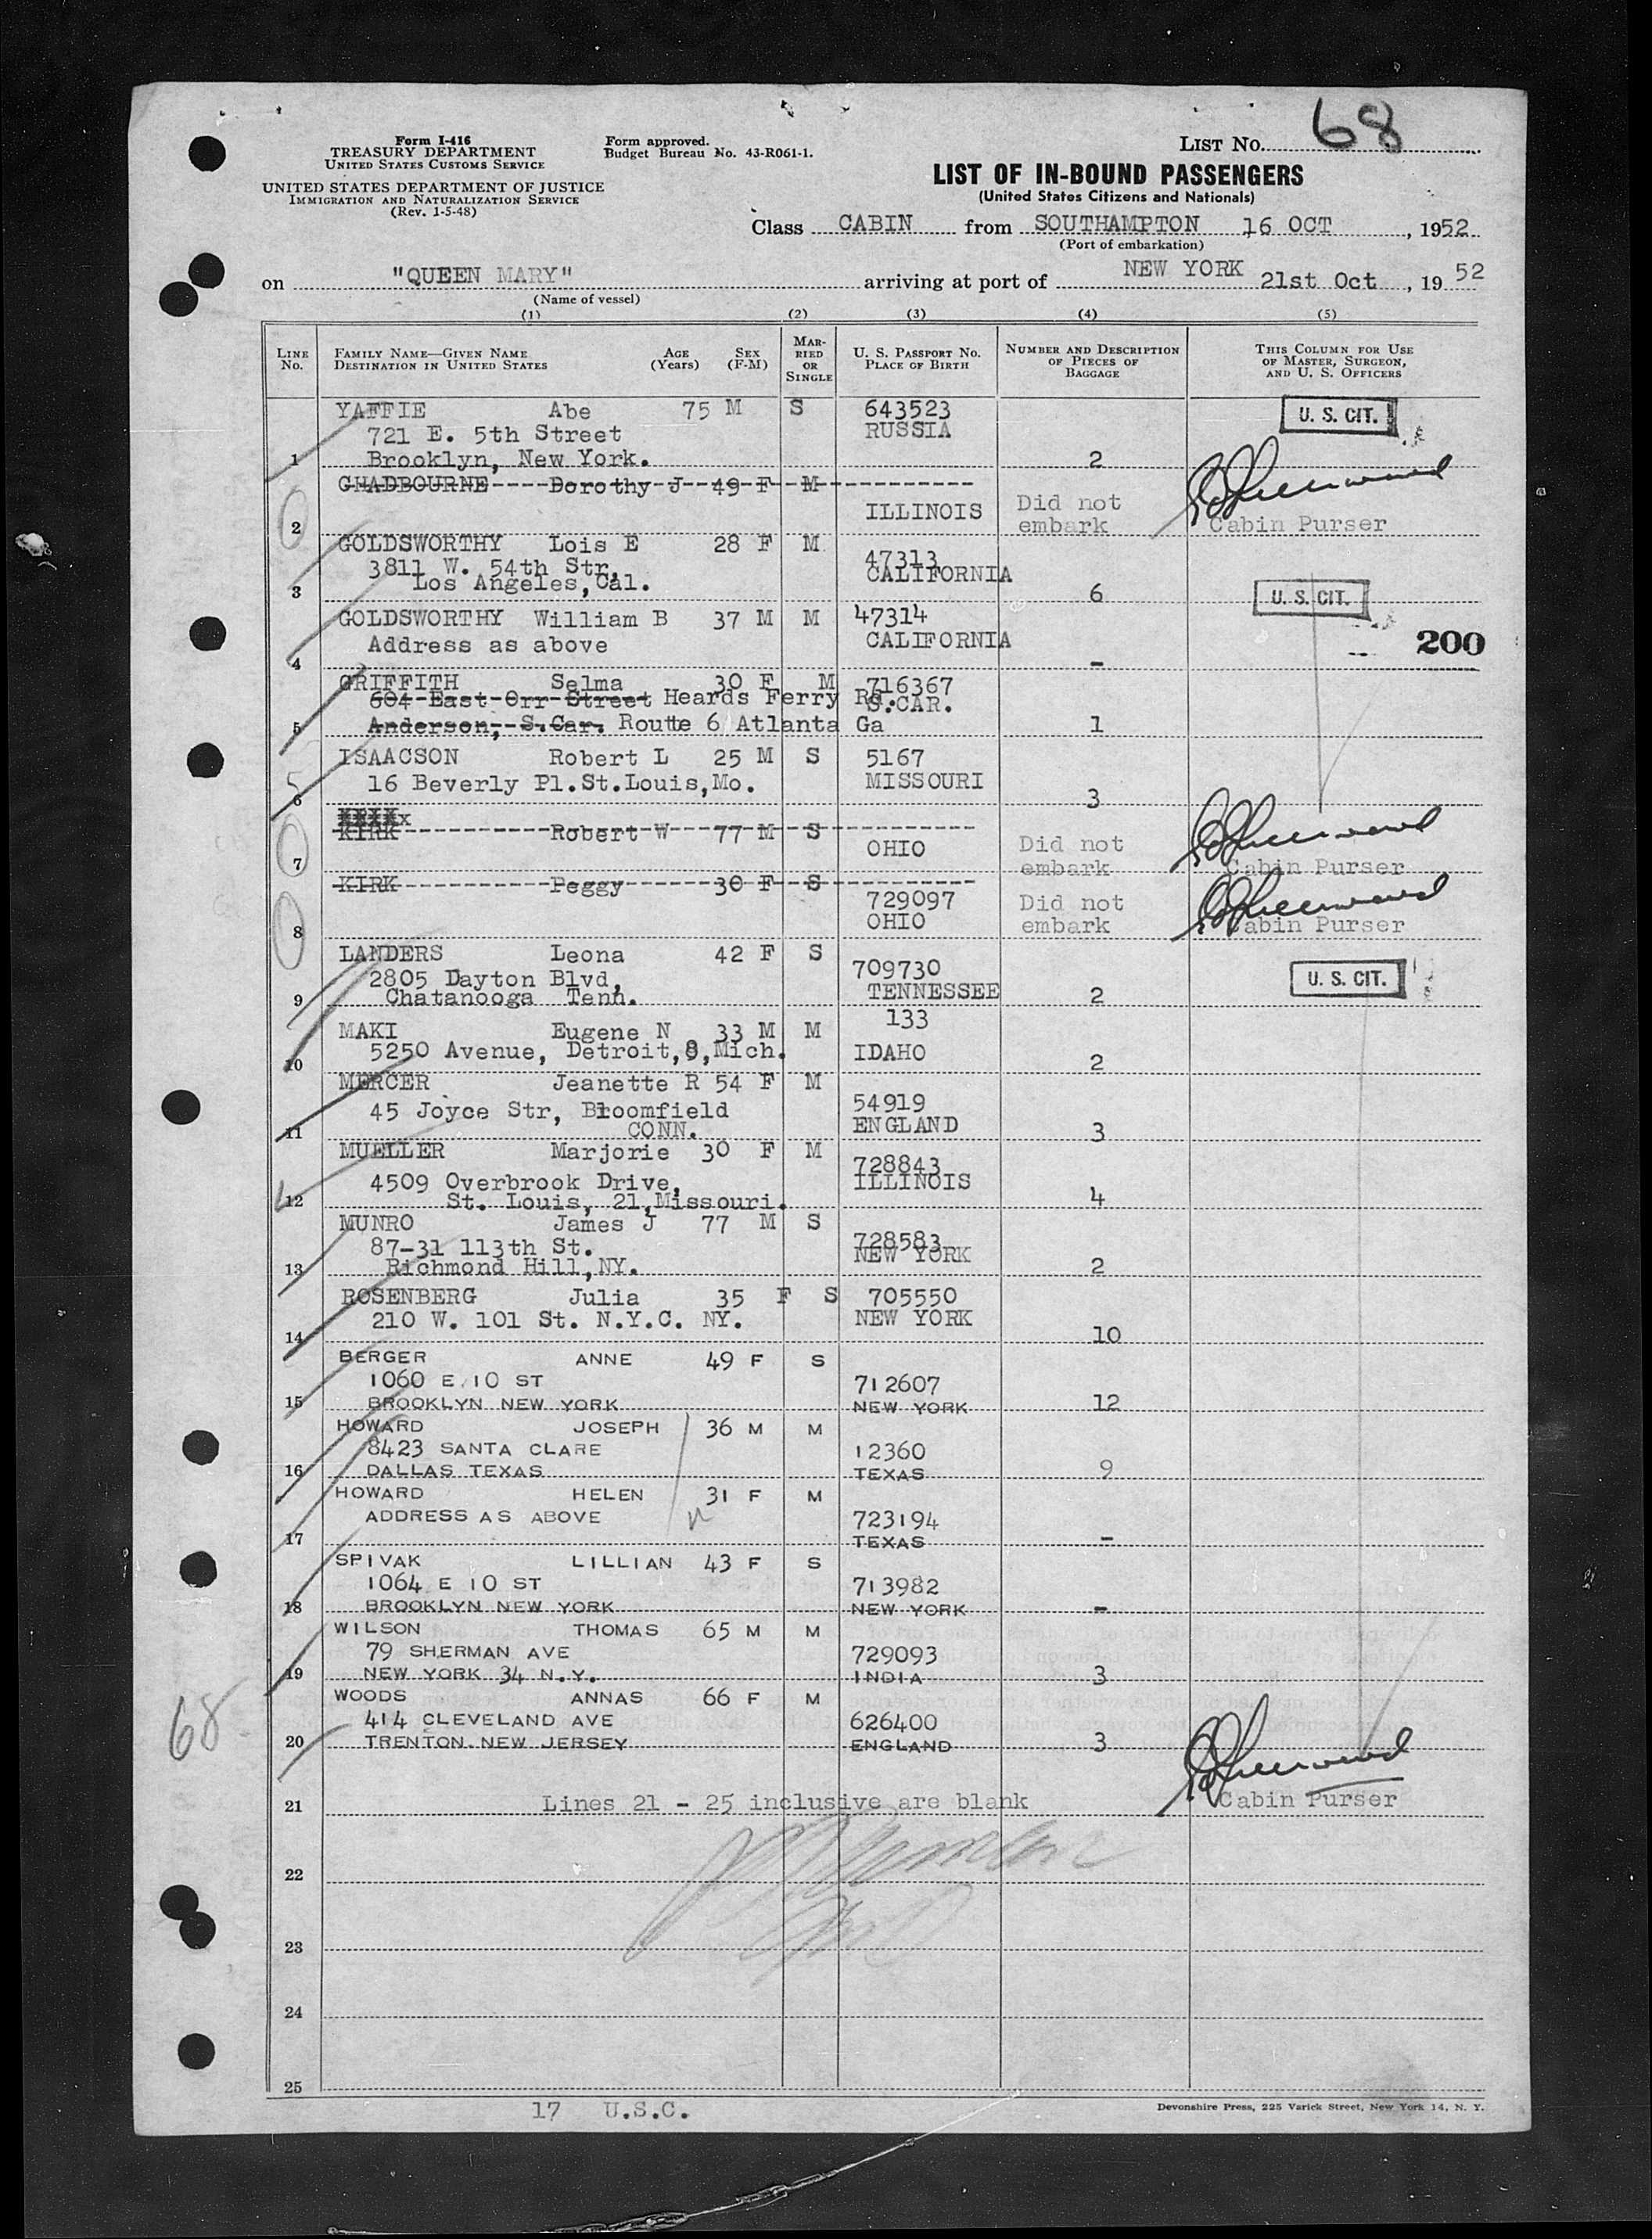 Form I-416
TREASURY DEPARTMENT
UNITED STATES CUSTOMS SERVICE
UNITED STATES DEPARTMENT OF JUSTICE
IMMIGRATION AND NATURALIZATION SERVICE
(Rev. 1-5-48)
Form approved.
Budget Bureau No. 43-R061-1.
LIST No. 68
LIST OF IN-BOUND PASSENGERS
(United States Citizens and Nationals)
Class CABIN from SOUTHAMPTON 16 OCT, 1952
(Port of embarkation)
on "QUEEN MARY" arriving at port of NEW YORK 21st Oct, 19 52
(Name of vessel)
(1) (2) (3) (4) (5)
LINE No. FAMILY NAME—GIVEN NAME DESTINATION IN UNITED STATES AGE (Years) SEX (F-M) MARRIED OR SINGLE U. S. PASSPORT NO. PLACE OF BIRTH NUMBER AND DESCRIPTION OF PIECES OF BAGGAGE THIS COLUMN FOR USE OF MASTER, SURGEON, AND U. S. OFFICERS
YAFFIE Abe 75 M S 643523 U. S. CIT.
721 E. 5th Street RUSSIA
1 Brooklyn, New York. 2
CHADBOURNE Dorothy J 49 F M
2 ILLINOIS Did not embark Cabin Purser
GOLDSWORTHY Lois E 28 F M 47313
3811 W. 54th Str, CALIFORNIA
3 Los Angeles, Cal. 6 U. S. CIT.
GOLDSWORTHY William B 37 M M 47314
Address as above CALIFORNIA 200
4 -
GRIFFITH Selma 30 F M 716367
604 East Orr Street Heards Ferry Rd. S.CAR.
5 Anderson, S.Car. Routte 6 Atlanta Ga 1
ISAACSON Robert L 25 M S 5167
16 Beverly Pl.St.Louis,Mo. MISSOURI
6 3
KIRK Robert W 77 M S
7 OHIO Did not embark Cabin Purser
KIRK Peggy 30 F S 729097
8 OHIO Did not embark Cabin Purser
LANDERS Leona 42 F S 709730
2805 Dayton Blvd, U. S. CIT.
9 Chatanooga Tenn. TENNESSEE 2
MAKI Eugene N 33 M M 133
10 5250 Avenue, Detroit,8,Mich. IDAHO 2
MERCER Jeanette R 54 F M 54919
45 Joyce Str, Bloomfield ENGLAND
11 CONN. 3
MUELLER Marjorie 30 F M 728843
4509 Overbrook Drive, ILLINOIS
12 St. Louis, 21,Missouri. 4
MUNRO James J 77 M S 728583
87-31 113th St. NEW YORK
13 Richmond Hill,NY. 2
ROSENBERG Julia 35 F S 705550
210 W. 101 St. N.Y.C. NY. NEW YORK
14 10
BERGER ANNE 49 F S
1060 E 10 ST 712607
15 BROOKLYN NEW YORK NEW YORK 12
HOWARD JOSEPH 36 M M
8423 SANTA CLARE 12360
16 DALLAS TEXAS TEXAS 9
HOWARD HELEN 31 F M
ADDRESS AS ABOVE 723194
17 TEXAS -
SPIVAK LILLIAN 43 F S
1064 E 10 ST 713982
18 BROOKLYN NEW YORK NEW YORK -
WILSON THOMAS 65 M M
79 SHERMAN AVE 729093
19 NEW YORK 34 N.Y. INDIA 3
WOODS ANNAS 66 F M
414 CLEVELAND AVE 626400
20 TRENTON NEW JERSEY ENGLAND 3
68
21 Lines 21 - 25 inclusive are blank Cabin Purser
22
23
24
25
17 U.S.C.
Devonshire Press, 225 Varick Street, New York 14, N. Y.